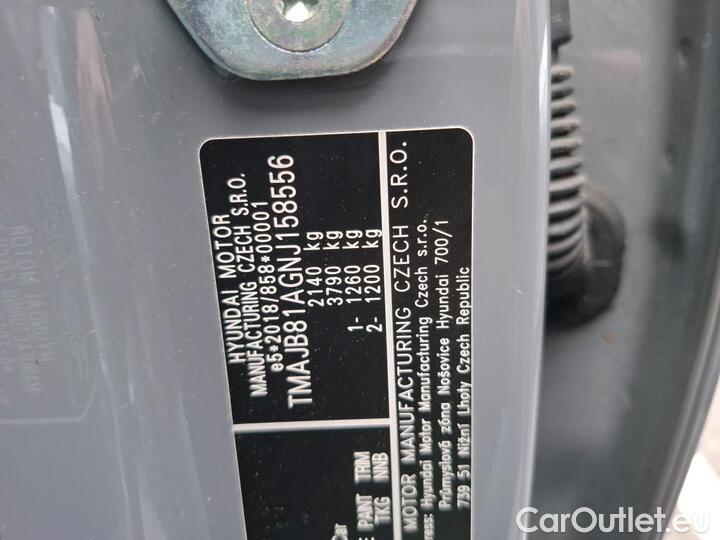 HYUNDAI MOTOR
MANUFACTURING CZECH S.R.O.
e5*2018/858*00001
TMAJB81AGNJ158556
2140 kg
3790 kg
1- 1260 kg
2- 1200 kg
PAINT TRIM
TKG NNB
Car
MOTOR MANUFACTURING CZECH S.R.O.
ress: Hyundai Motor Manufacturing Czech s.r.o.
Průmyslová zóna Nošovice Hyundai 700/1
739 51 Nižní Lhoty Czech Republic
CarOutlet.eu